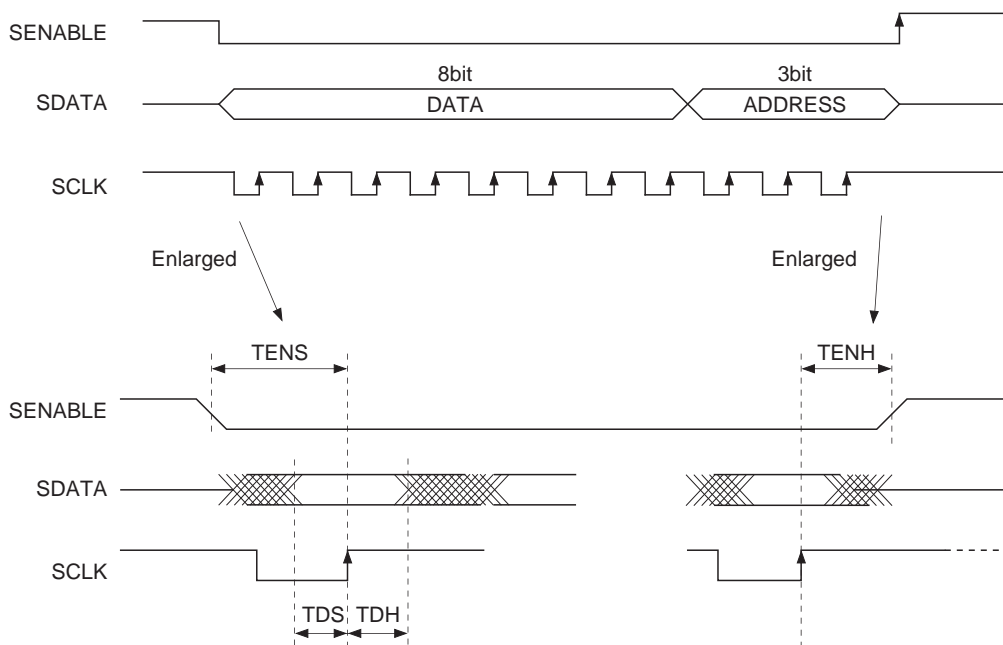 SENABLE
8bit
3bit
SDATA
DATA
ADDRESS
SCLK
Enlarged
Enlarged
TENS
TENH
SENABLE
SDATA
SCLK
TDS
TDH